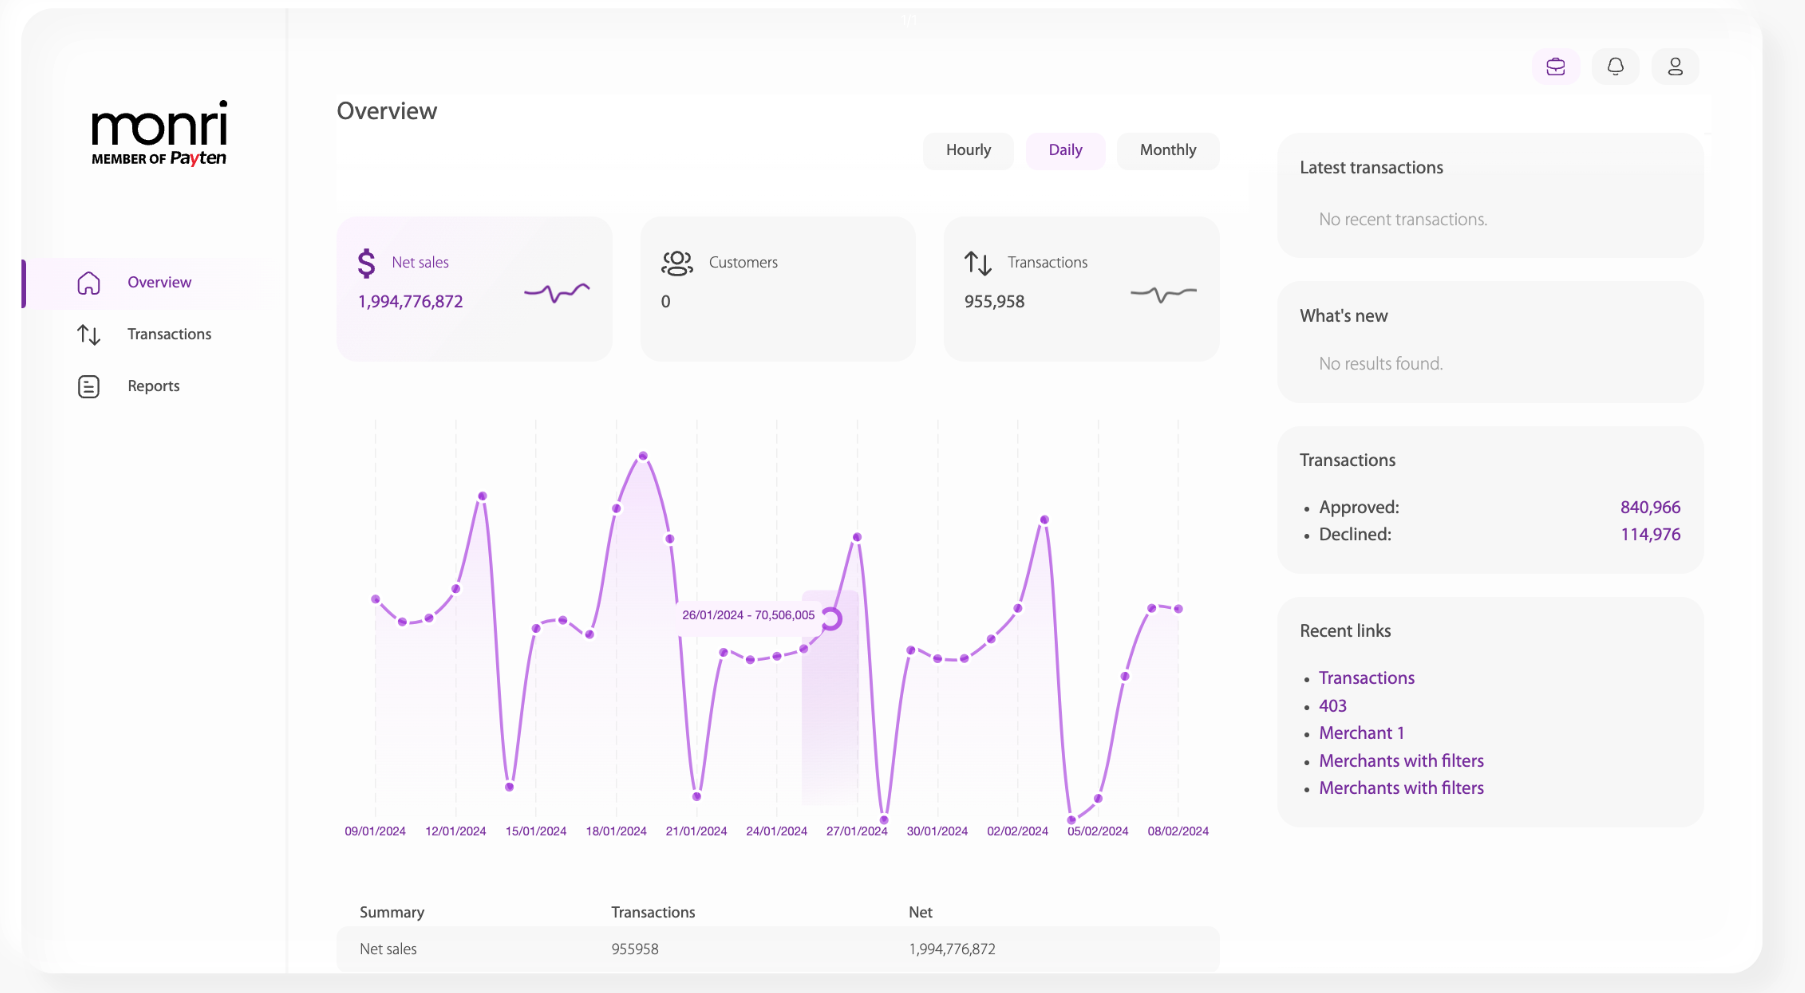 monri
MEMBER OF Payten
Overview
Transactions
Reports
Overview
Hourly Daily Monthly
Net sales
1,994,776,872
Customers
0
Transactions
955,958
26/01/2024 - 70,506,005
09/01/2024 12/01/2024 15/01/2024 18/01/2024 21/01/2024 24/01/2024 27/01/2024 30/01/2024 02/02/2024 05/02/2024 08/02/2024
Summary Transactions Net
Net sales 955958 1,994,776,872
Latest transactions
No recent transactions.
What's new
No results found.
Transactions
• Approved: 840,966
• Declined: 114,976
Recent links
• Transactions
• 403
• Merchant 1
• Merchants with filters
• Merchants with filters